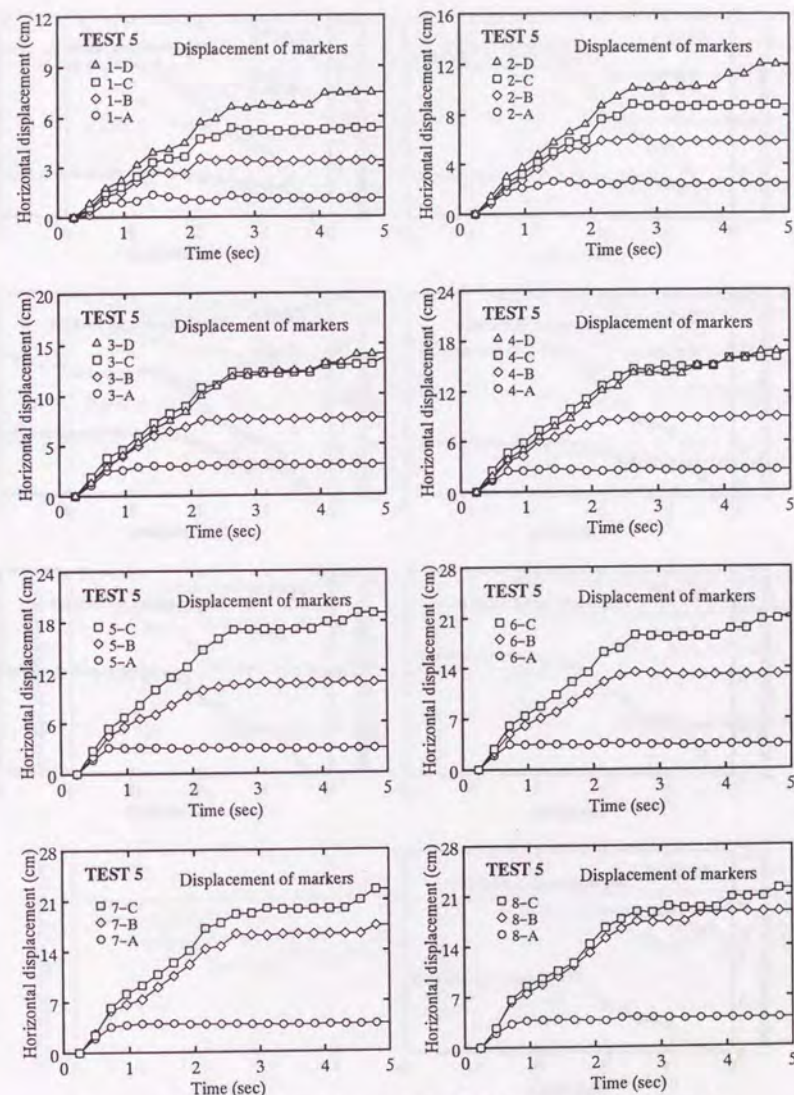 TEST 5
Displacement of markers
1-D
1-C
1-B
1-A
Horizontal displacement (cm)
12
9
6
3
0
0 1 2 3 4 5
Time (sec)
TEST 5
Displacement of markers
2-D
2-C
2-B
2-A
Horizontal displacement (cm)
16
12
8
4
0
0 1 2 3 4 5
Time (sec)
TEST 5
Displacement of markers
3-D
3-C
3-B
3-A
Horizontal displacement (cm)
20
15
10
5
0
0 1 2 3 4 5
Time (sec)
TEST 5
Displacement of markers
4-D
4-C
4-B
4-A
Horizontal displacement (cm)
24
18
12
6
0
0 1 2 3 4 5
Time (sec)
TEST 5
Displacement of markers
5-C
5-B
5-A
Horizontal displacement (cm)
24
18
12
6
0
0 1 2 3 4 5
Time (sec)
TEST 5
Displacement of markers
6-C
6-B
6-A
Horizontal displacement (cm)
28
21
14
7
0
0 1 2 3 4 5
Time (sec)
TEST 5
Displacement of markers
7-C
7-B
7-A
Horizontal displacement (cm)
28
21
14
7
0
0 1 2 3 4 5
Time (sec)
TEST 5
Displacement of markers
8-C
8-B
8-A
Horizontal displacement (cm)
28
21
14
7
0
0 1 2 3 4 5
Time (sec)